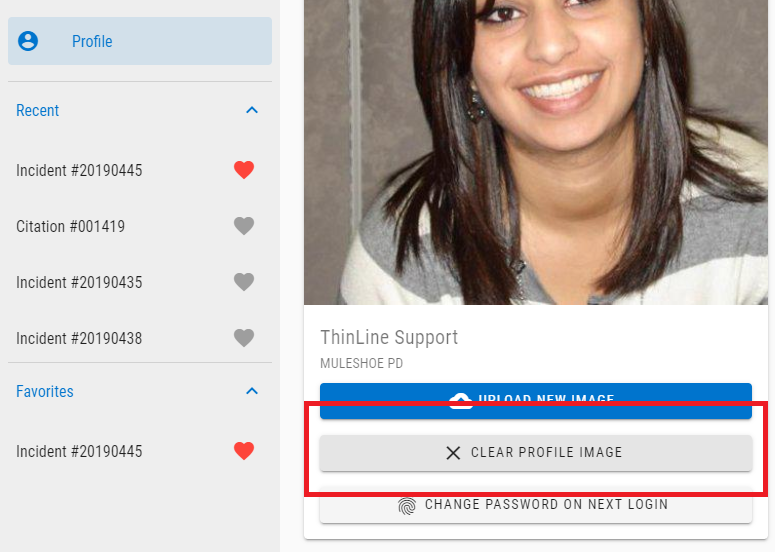 Profile
Recent
Incident #20190445
Citation #001419
Incident #20190435
Incident #20190438
Favorites
Incident #20190445
ThinLine Support
MULESHOE PD
UPLOAD NEW IMAGE
CLEAR PROFILE IMAGE
CHANGE PASSWORD ON NEXT LOGIN